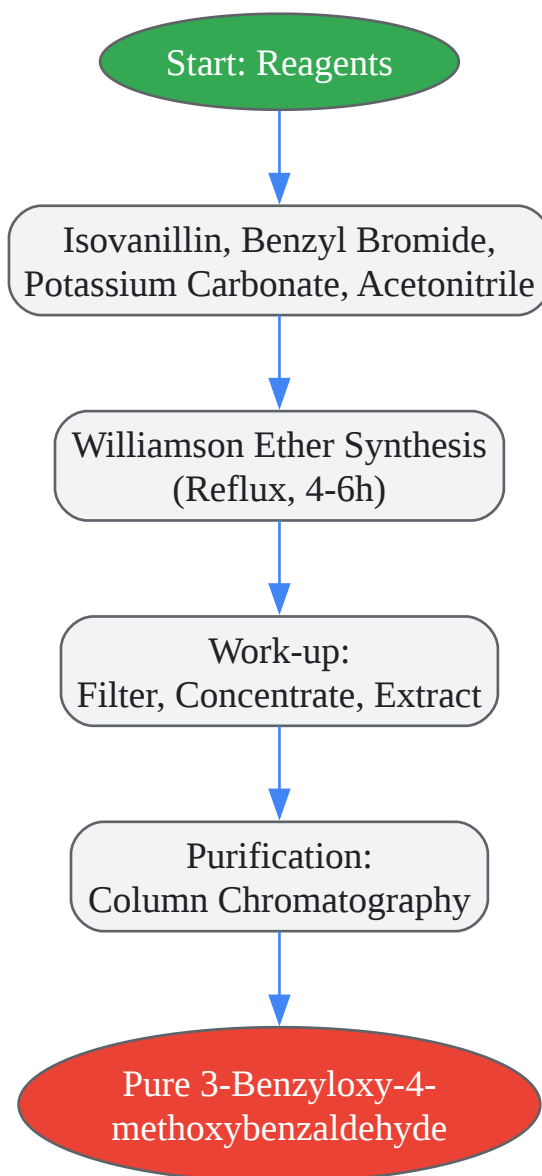 Start: Reagents
Isovanillin, Benzyl Bromide,
Potassium Carbonate, Acetonitrile
Williamson Ether Synthesis
(Reflux, 4-6h)
Work-up:
Filter, Concentrate, Extract
Purification:
Column Chromatography
Pure 3-Benzyloxy-4-
methoxybenzaldehyde